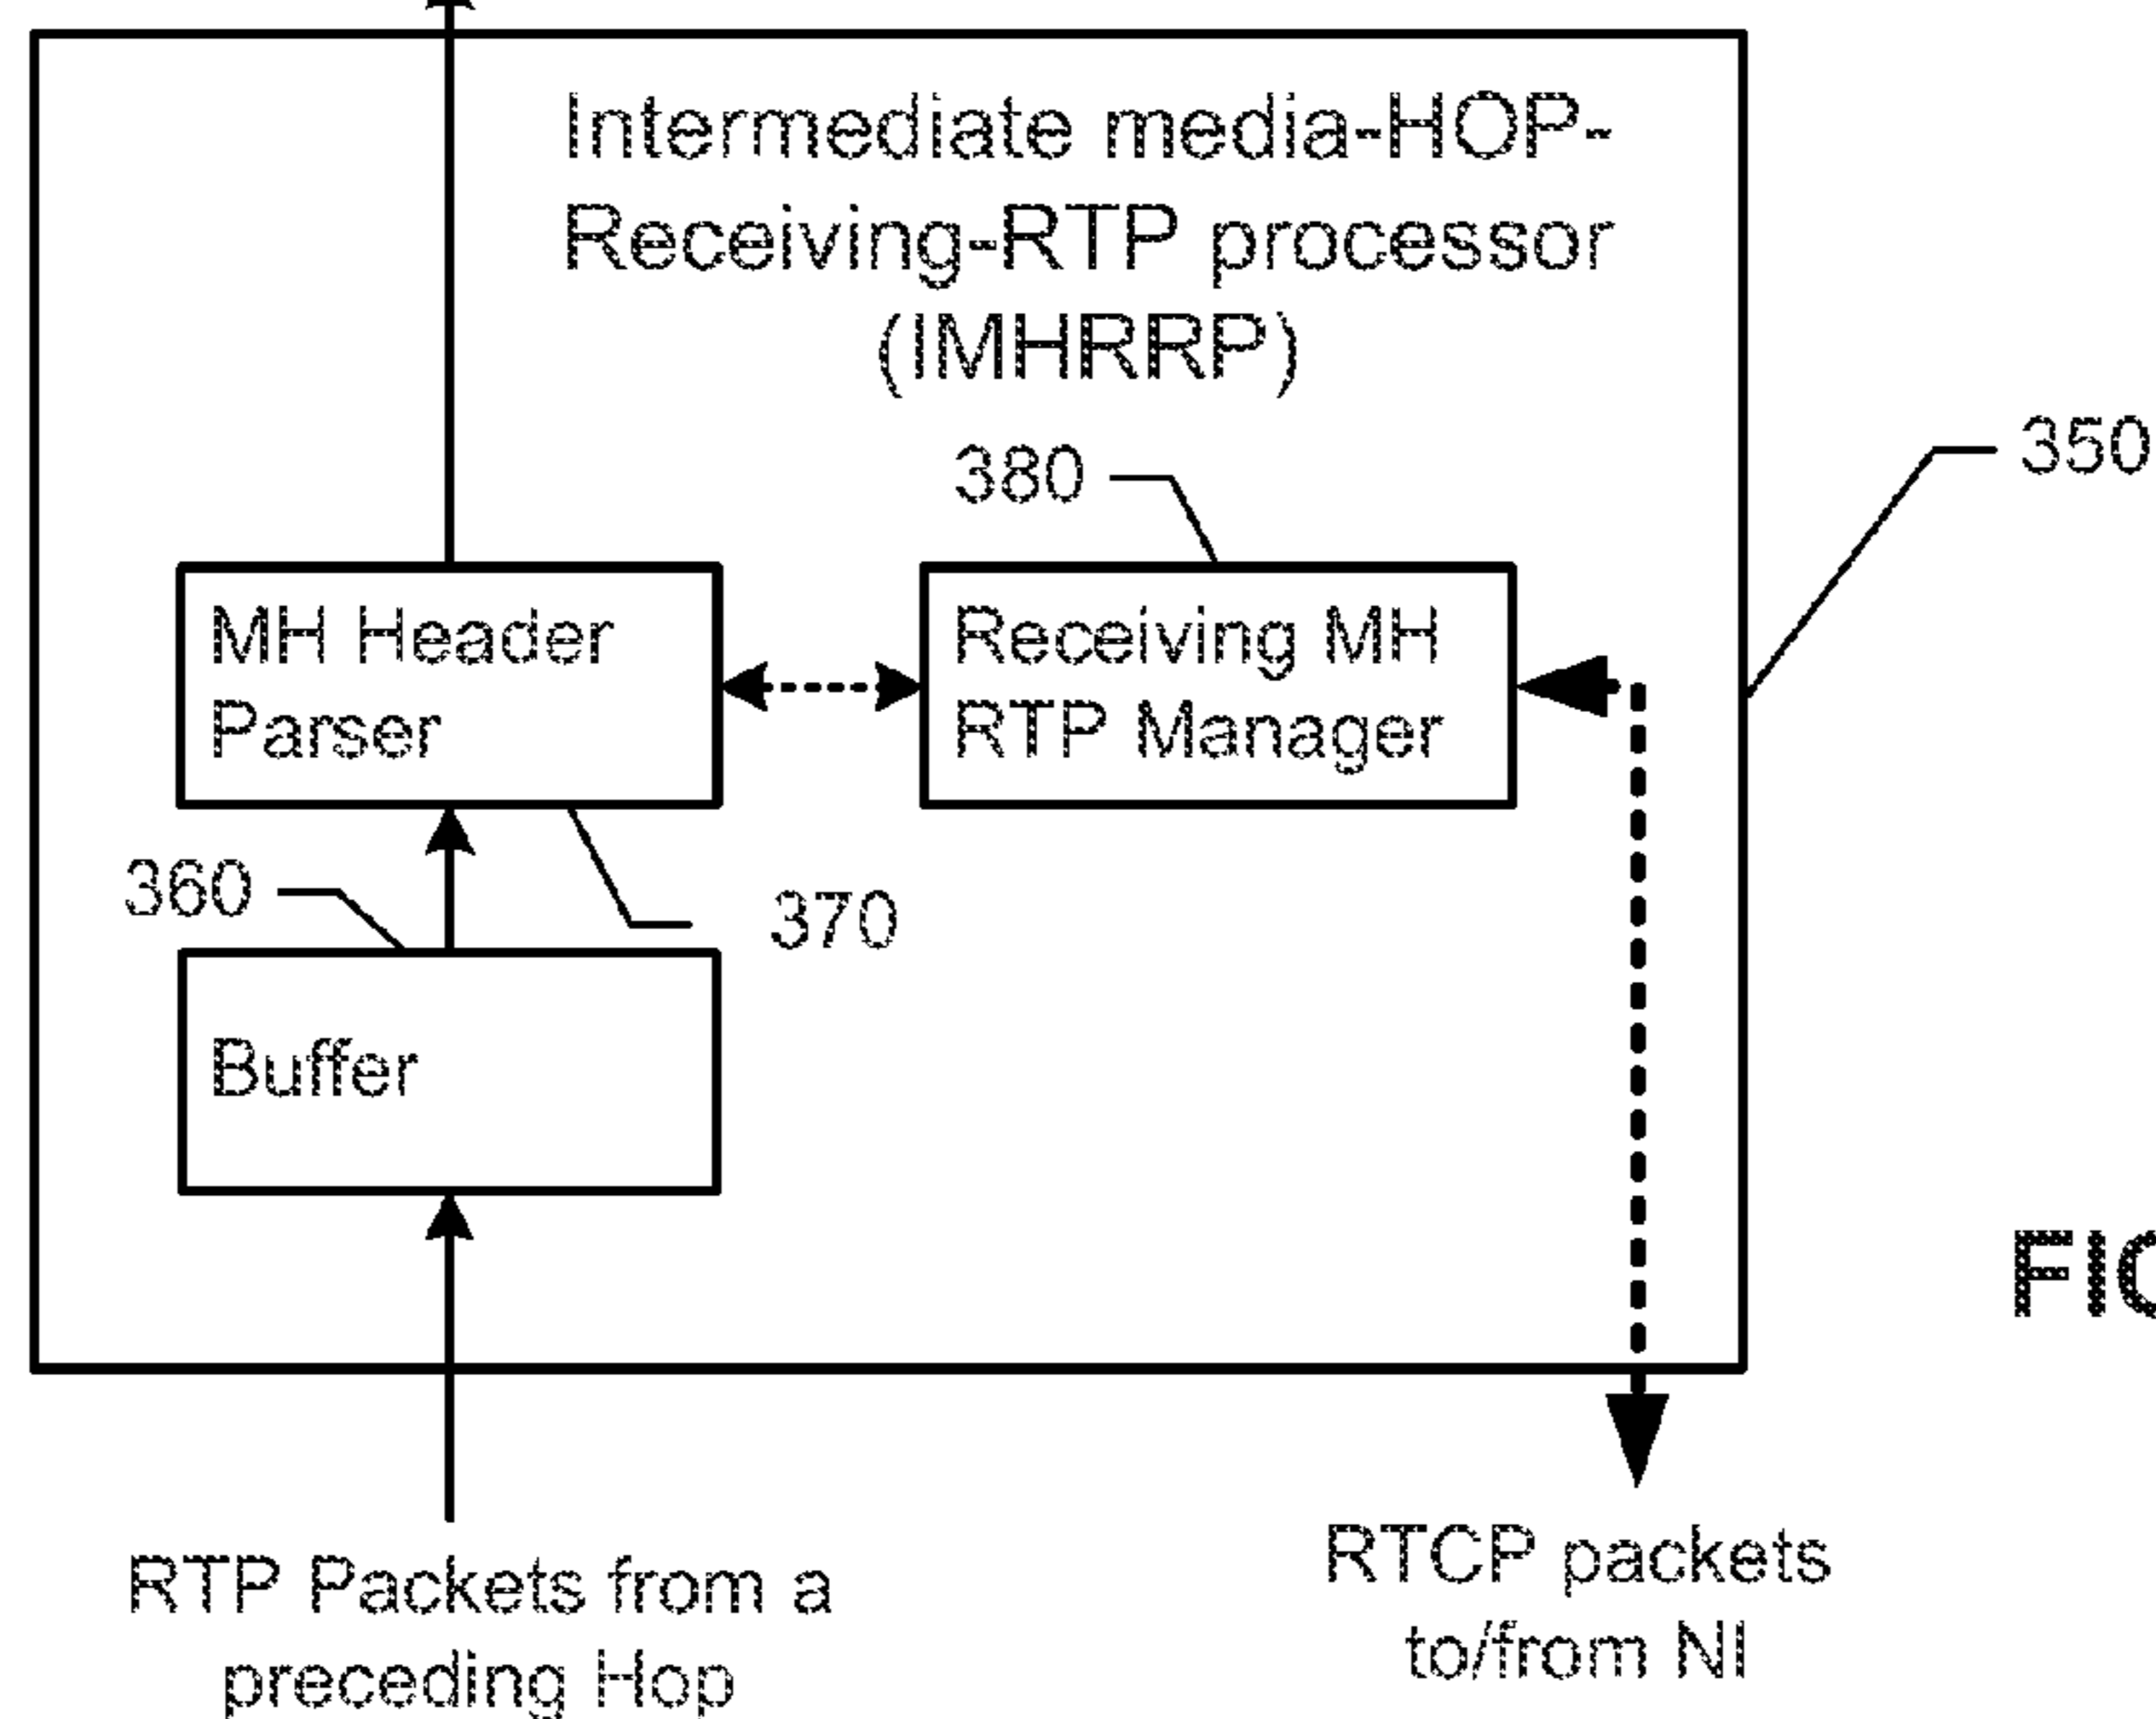 Intermediate media-HOP-
Receiving-RTP processor
(IMHRRP)
350
380
MH Header
Parser
Receiving MH
RTP Manager
360
370
Buffer
FIG
RTP Packets from a
preceding Hop
RTCP packets
to/from NI